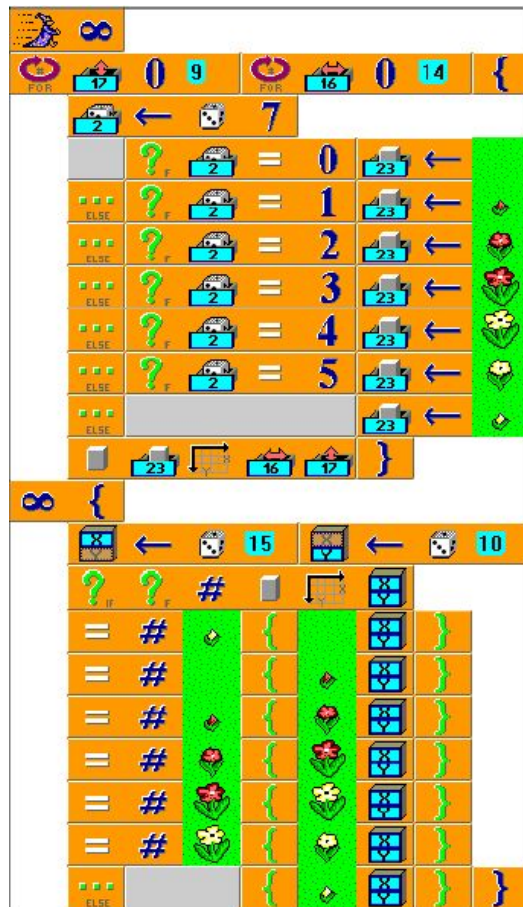 ∞
FOR 17 0 9 FOR 16 0 14 {
2 ← 7
? F 2 = 0 23 ←
ELSE ? F 2 = 1 23 ←
ELSE ? F 2 = 2 23 ←
ELSE ? F 2 = 3 23 ←
ELSE ? F 2 = 4 23 ←
ELSE ? F 2 = 5 23 ←
ELSE 23 ←
23 X Y 16 17 }
∞ {
X Y ← 15 X Y ← 10
? IF ? F # X Y X Y
= # { X Y }
= # { X Y }
= # { X Y }
= # { X Y }
= # { X Y }
= # { X Y }
ELSE { X Y } }